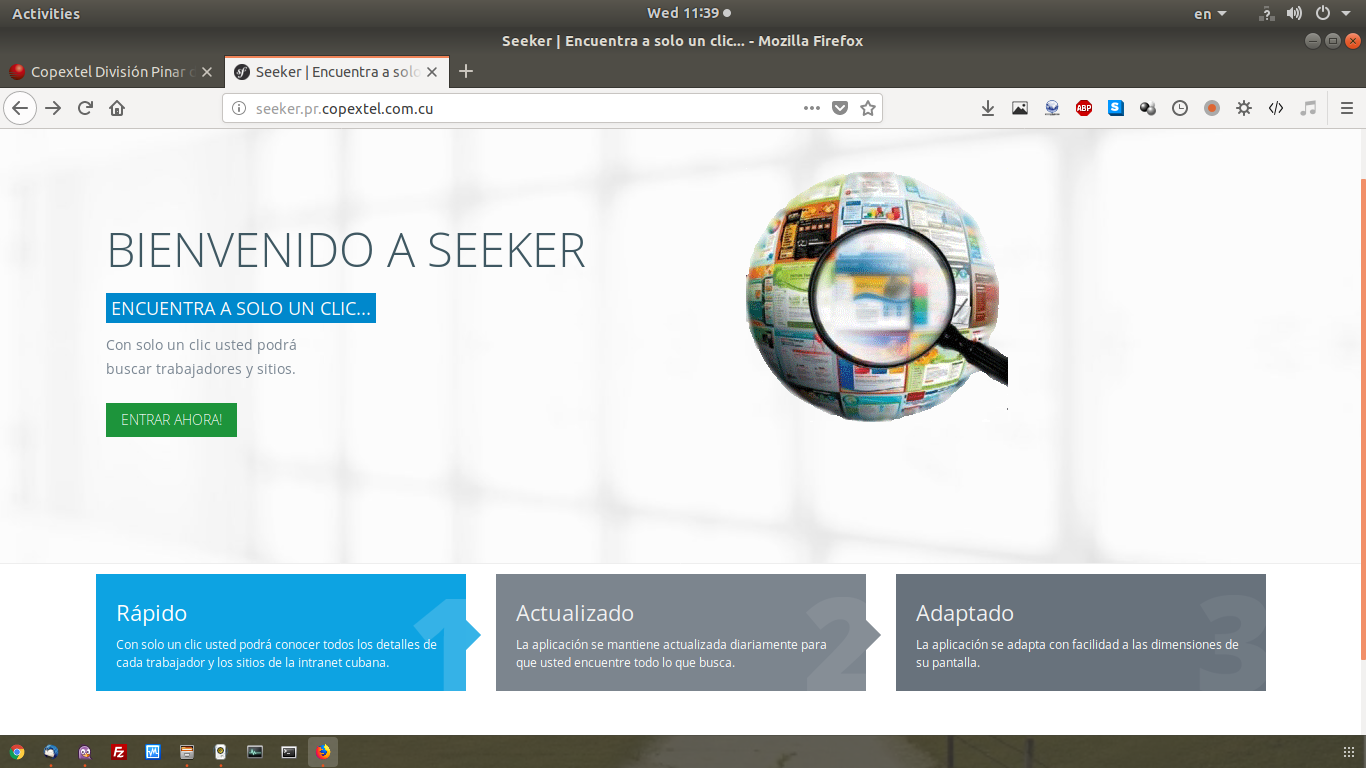 Activities
Wed 11:39
en
Seeker | Encuentra a solo un clic... - Mozilla Firefox
Copextel División Pinar
Seeker | Encuentra a solo
seeker.pr.copextel.com.cu
ABP
BIENVENIDO A SEEKER
ENCUENTRA A SOLO UN CLIC...
Con solo un clic usted podrá
buscar trabajadores y sitios.
ENTRAR AHORA!
Rápido
1
Con solo un clic usted podrá conocer todos los detalles de
cada trabajador y los sitios de la intranet cubana.
Actualizado
2
La aplicación se mantiene actualizada diariamente para
que usted encuentre todo lo que busca.
Adaptado
3
La aplicación se adapta con facilidad a las dimensiones de
su pantalla.